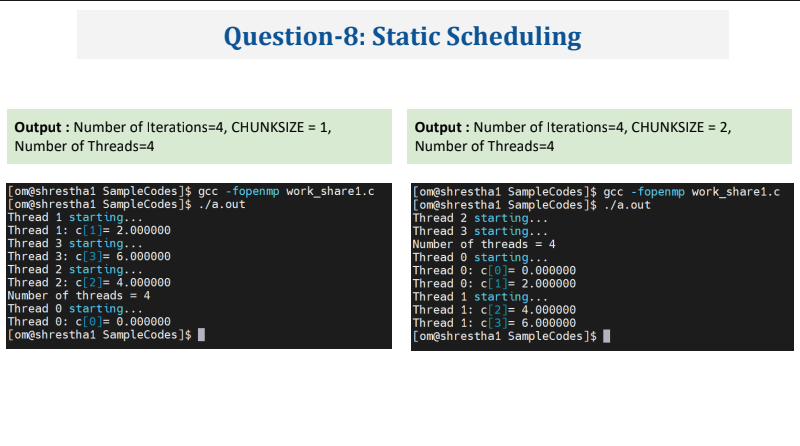 Question-8: Static Scheduling
Output : Number of Iterations=4, CHUNKSIZE = 1,
Number of Threads=4
[om@shrestha1 SampleCodes]$ gcc -fopenmp work_share1.c
[om@shrestha1 SampleCodes]$ ./a.out
Thread 1 starting...
Thread 1: c[1]= 2.000000
Thread 3 starting...
Thread 3: c[3]= 6.000000
Thread 2 starting...
Thread 2: c[2]= 4.000000
Number of threads = 4
Thread 0 starting...
Thread 0: c[0]= 0.000000
[om@shrestha1 SampleCodes]$
Output : Number of Iterations=4, CHUNKSIZE = 2,
Number of Threads=4
[om@shrestha1 SampleCodes]$ gcc -fopenmp work_share1.c
[om@shrestha1 SampleCodes]$ ./a.out
Thread 2 starting...
Thread 3 starting...
Number of threads = 4
Thread 0 starting...
Thread 0: c[0]= 0.000000
Thread 0: c[1]= 2.000000
Thread 1 starting...
Thread 1: c[2]= 4.000000
Thread 1: c[3]= 6.000000
[om@shrestha1 SampleCodes]$